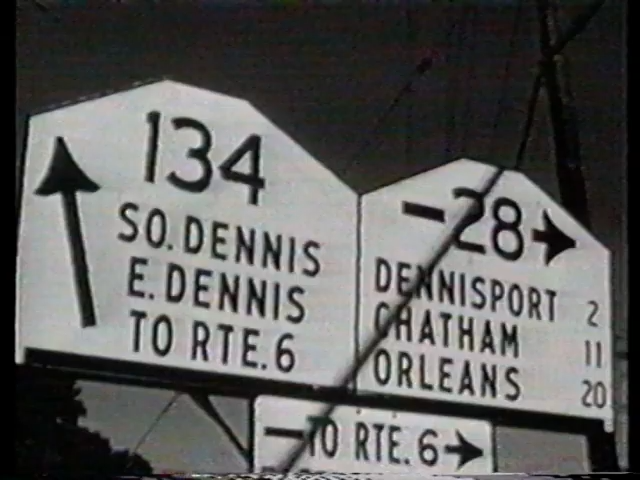 134
SO. DENNIS
E. DENNIS
TO RTE. 6
28
DENNISPORT 2
CHATHAM 11
ORLEANS 20
TO RTE. 6